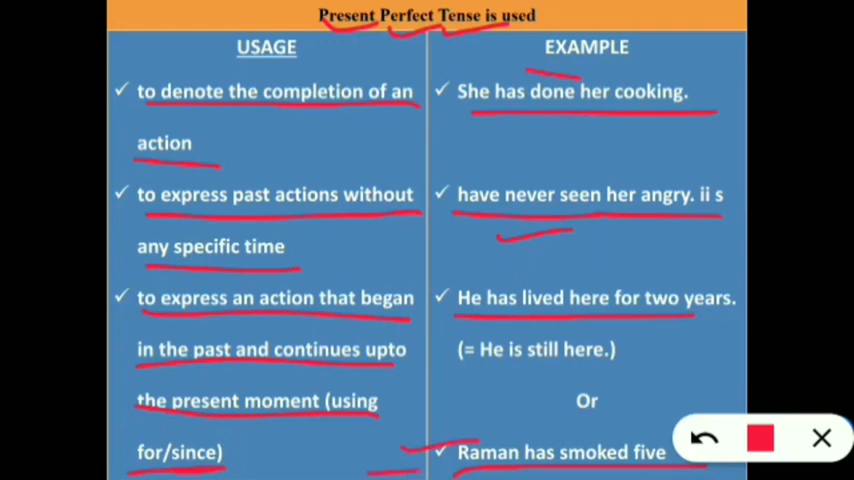 Present Perfect Tense is used
USAGE
EXAMPLE
✓ to denote the completion of an
action
✓ She has done her cooking.
✓ to express past actions without
any specific time
✓ have never seen her angry. ii s
✓ to express an action that began
in the past and continues upto
the present moment (using
for/since)
✓ He has lived here for two years.
(= He is still here.)
Or
✓ Raman has smoked five